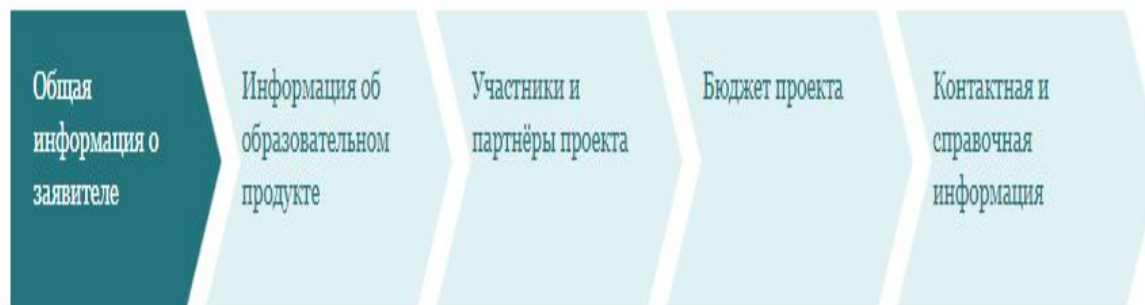 Общая
информация о
заявителе
Информация об
образовательном
продукте
Участники и
партнёры проекта
Бюджет проекта
Контактная и
справочная
информация